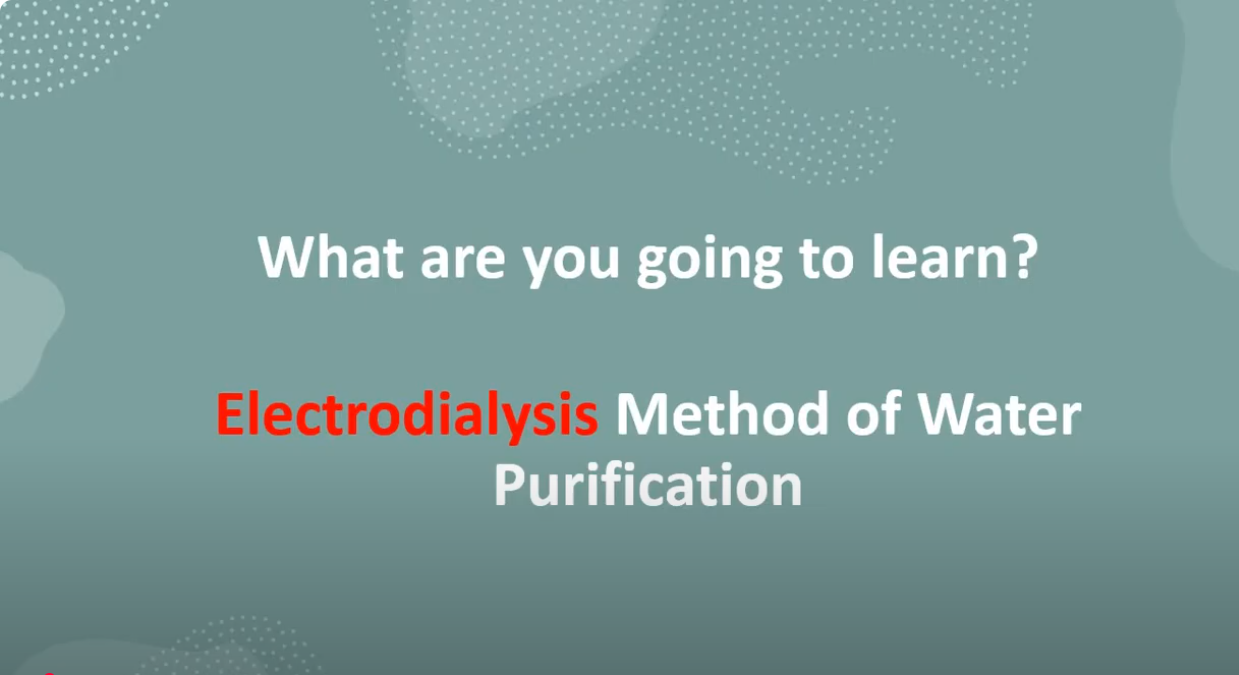 What are you going to learn?
Electrodialysis Method of Water
Purification